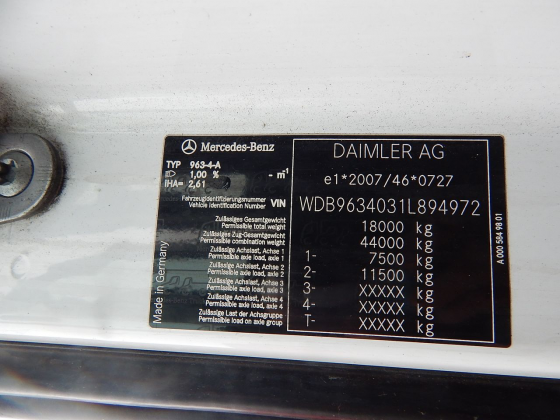 Mercedes-Benz
DAIMLER AG
TYP 963-4-A
1,00 % - m¹
IHA= 2,61
e1*2007/46*0727
Fahrzeugidentifizierungsnummer
Vehicle Identification Number VIN WDB9634031L894972
Zulässiges Gesamtgewicht
Permissible total weight 18000 kg
Zulässiges Zug-Gesamtgewicht
Permissible combination weight 44000 kg
Zulässige Achslast, Achse 1
Permissible axle load, axle 1 1- 7500 kg
Zulässige Achslast, Achse 2
Permissible axle load, axle 2 2- 11500 kg
Zulässige Achslast, Achse 3
Permissible axle load, axle 3 3- XXXXX kg
Zulässige Achslast, Achse 4
Permissible axle load, axle 4 4- XXXXX kg
Zulässige Last der Achsgruppe
Permissible load on axle group T- XXXXX kg
Made in Germany
A 000 584 98 01